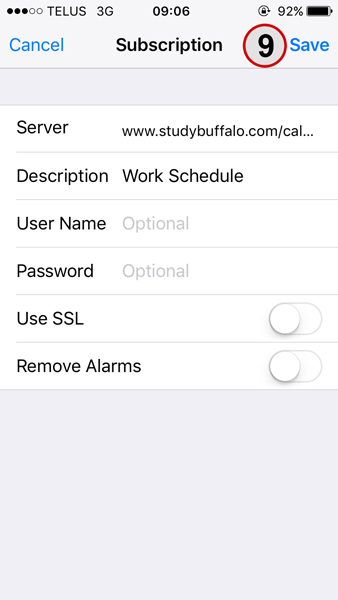 TELUS 3G 09:06 92%
Cancel Subscription 9 Save
Server www.studybuffalo.com/cal...
Description Work Schedule
User Name Optional
Password Optional
Use SSL
Remove Alarms